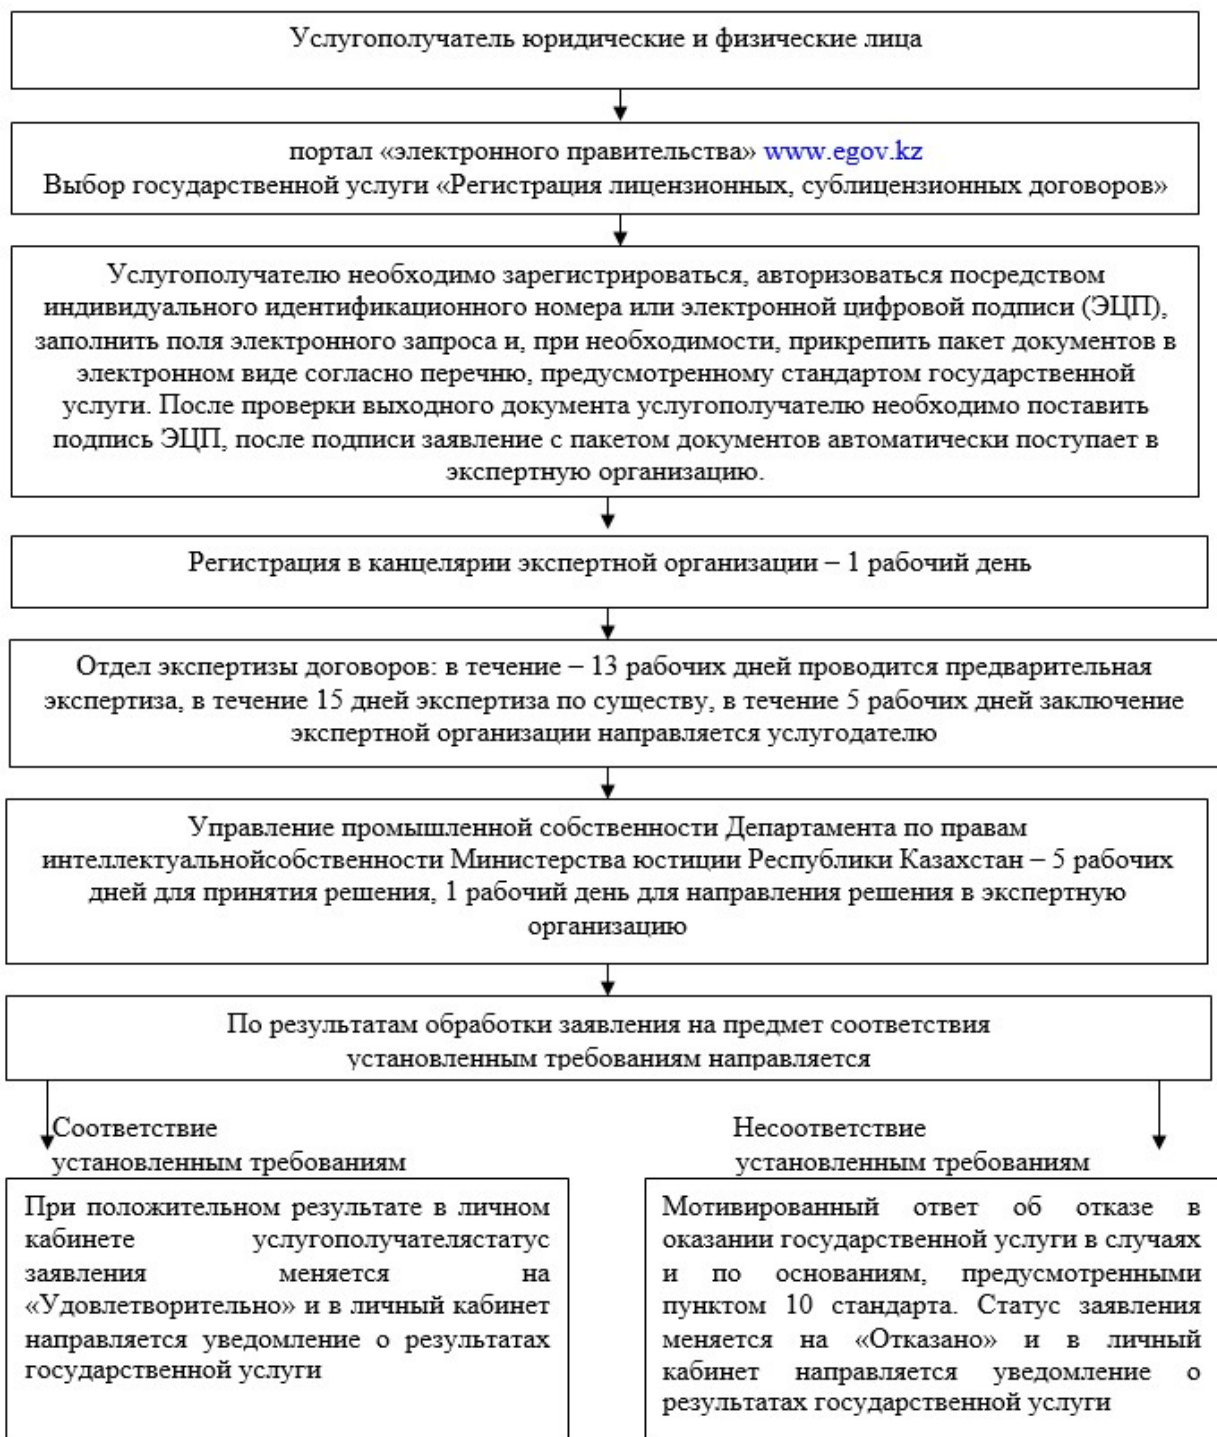 Услугополучатель юридические и физические лица
портал «электронного правительства» www.egov.kz
Выбор государственной услуги «Регистрация лицензионных, сублицензионных договоров»
Услугополучателю необходимо зарегистрироваться, авторизоваться посредством
индивидуального идентификационного номера или электронной цифровой подписи (ЭЦП),
заполнить поля электронного запроса и, при необходимости, прикрепить пакет документов в
электронном виде согласно перечню, предусмотренному стандартом государственной
услуги. После проверки выходного документа услугополучателю необходимо поставить
подпись ЭЦП, после подписи заявление с пакетом документов автоматически поступает в
экспертную организацию.
Регистрация в канцелярии экспертной организации – 1 рабочий день
Отдел экспертизы договоров: в течение – 13 рабочих дней проводится предварительная
экспертиза, в течение 15 дней экспертиза по существу, в течение 5 рабочих дней заключение
экспертной организации направляется услугодателю
Управление промышленной собственности Департамента по правам
интеллектуальнойсобственности Министерства юстиции Республики Казахстан – 5 рабочих
дней для принятия решения, 1 рабочий день для направления решения в экспертную
организацию
По результатам обработки заявления на предмет соответствия
установленным требованиям направляется
Соответствие
установленным требованиям
При положительном результате в личном
кабинете услугополучателястатус
заявления меняется на
«Удовлетворительно» и в личный кабинет
направляется уведомление о результатах
государственной услуги
Несоответствие
установленным требованиям
Мотивированный ответ об отказе в
оказании государственной услуги в случаях
и по основаниям, предусмотренными
пунктом 10 стандарта. Статус заявления
меняется на «Отказано» и в личный
кабинет направляется уведомление о
результатах государственной услуги